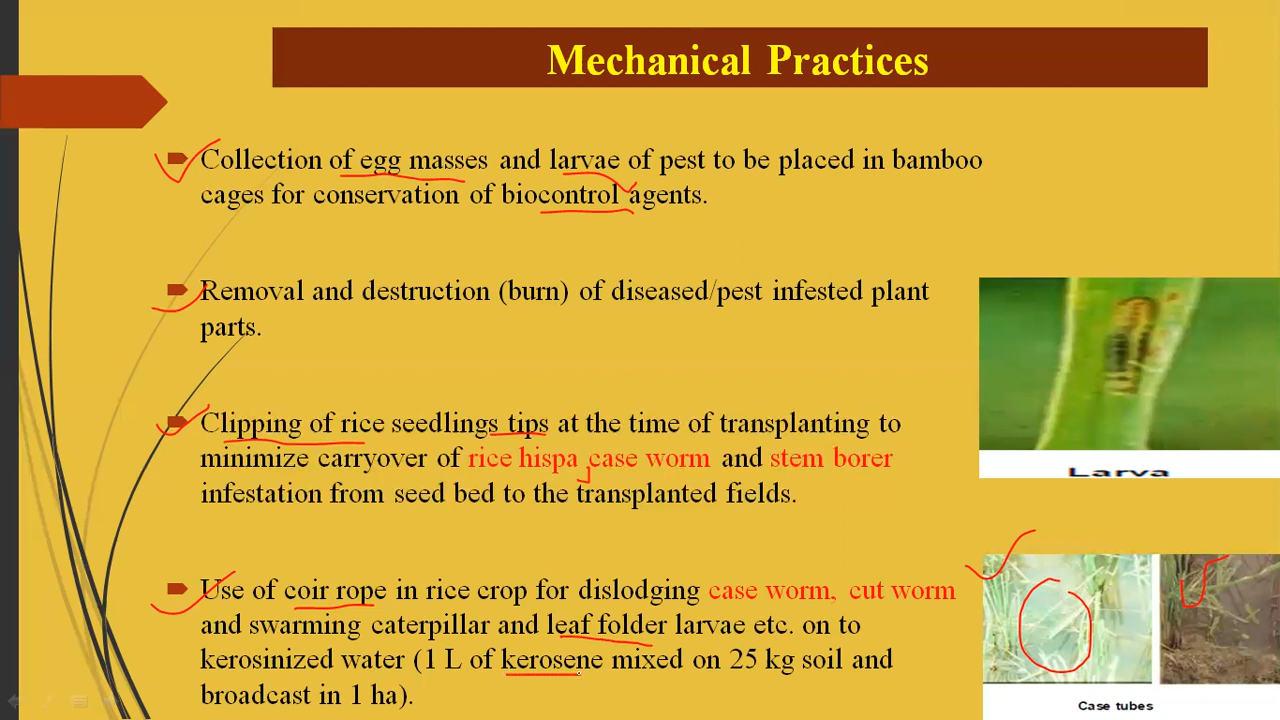 Mechanical Practices
Collection of egg masses and larvae of pest to be placed in bamboo
cages for conservation of biocontrol agents.
Removal and destruction (burn) of diseased/pest infested plant
parts.
Clipping of rice seedlings tips at the time of transplanting to
minimize carryover of rice hispa case worm and stem borer
infestation from seed bed to the transplanted fields.
Use of coir rope in rice crop for dislodging case worm, cut worm
and swarming caterpillar and leaf folder larvae etc. on to
kerosinized water (1 L of kerosene mixed on 25 kg soil and
broadcast in 1 ha).
Larva
Case tubes